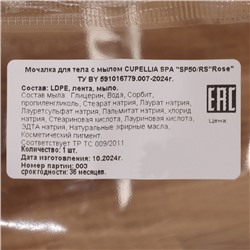 Мочалка для тела с мылом CUPELLIA SPA "SP50/RS"Rose"
ТУ BY 591016779.007-2024г.
Состав: LDPE, лента, мыло.
Состав мыла: Глицерин, Вода, Сорбит,
пропиленгликоль, Стеарат натрия, Лаурат натрия,
Лауретсульфат натрия, Пальмитат натрия, хлорид
натрия, Стеариновая кислота, Лауриновая кислота,
ЭДТА натрия, Натуральные эфирные масла,
Косметический пигмент.
Соответствует ТР ТС 009/2011
Количество: 1 шт.
Дата изготовления: 10.2024г.
Номер партии: 003
срок годности: 36 месяцев.
EAC
Цена: